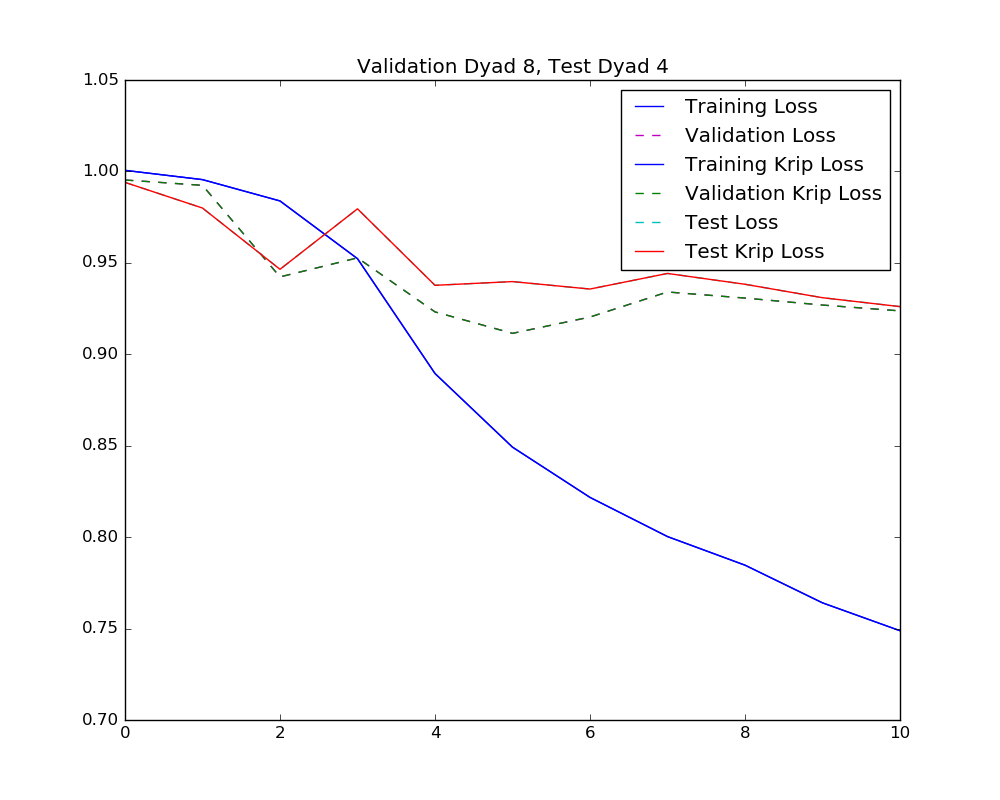 Validation Dyad 8, Test Dyad 4
1.05
1.00
0.95
0.90
0.85
0.80
0.75
0.70
0 2 4 6 8 10
Training Loss
Validation Loss
Training Krip Loss
Validation Krip Loss
Test Loss
Test Krip Loss